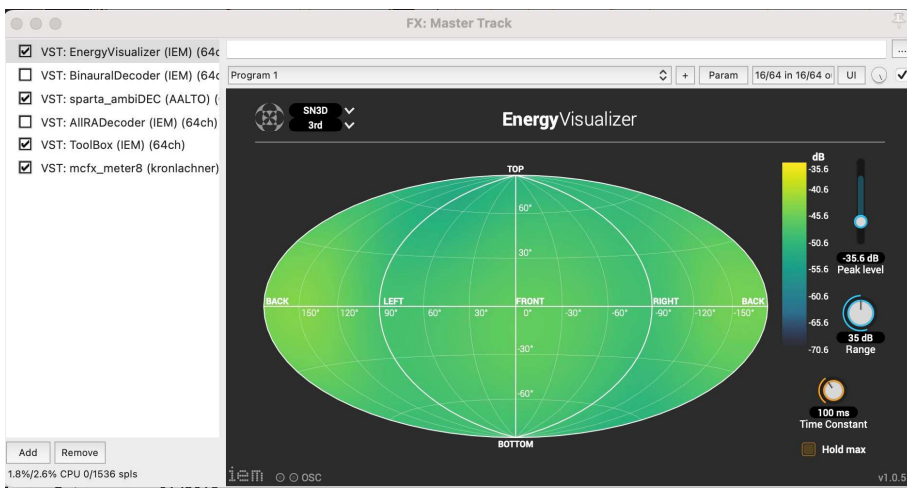 FX: Master Track
VST: EnergyVisualizer (IEM) (64c
VST: BinauralDecoder (IEM) (64c
VST: sparta_ambiDEC (AALTO) (
VST: AllRADecoder (IEM) (64ch)
VST: ToolBox (IEM) (64ch)
VST: mcfx_meter8 (kronlachner)
Add Remove
1.8%/2.6% CPU 0/1536 spls
...
Program 1 + Param 16/64 in 16/64 o UI
SN3D
3rd
EnergyVisualizer
TOP
60°
30°
BACK LEFT FRONT RIGHT BACK
150° 120° 90° 60° 30° 0° -30° -60° -90° -120° -150°
-30°
-60°
BOTTOM
dB
-35.6
-40.6
-45.6
-50.6
-55.6
-60.6
-65.6
-70.6
-35.6 dB
Peak level
35 dB
Range
100 ms
Time Constant
Hold max
iem OSC v1.0.5